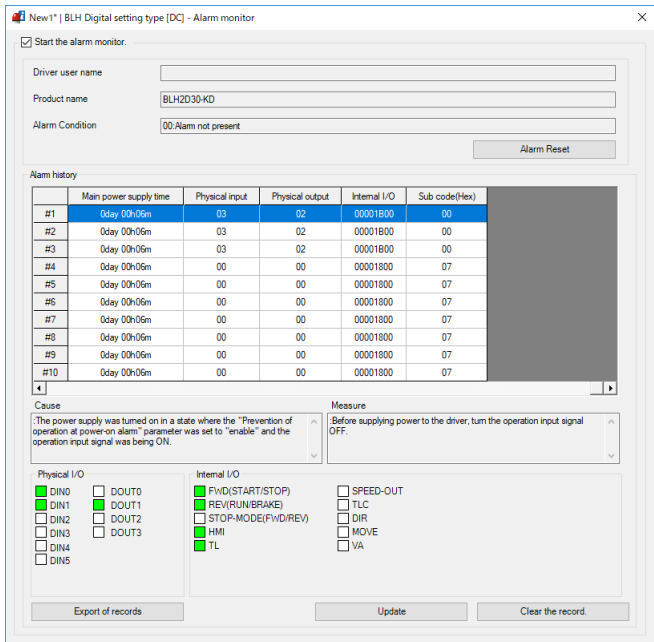 New1* | BLH Digital setting type [DC] - Alarm monitor
Start the alarm monitor.
Driver user name
Product name BLH2D30-KD
Alarm Condition 00:Alam not present
Alarm Reset
Alam history
Main power supply time Physical input Physical output Intemal I/O Sub code(Hex)
#1 0day 00h06m 03 02 00001B00 00
#2 0day 00h06m 03 02 00001B00 00
#3 0day 00h06m 03 02 00001B00 00
#4 0day 00h06m 00 00 00001800 07
#5 0day 00h06m 00 00 00001800 07
#6 0day 00h06m 00 00 00001800 07
#7 0day 00h06m 00 00 00001800 07
#8 0day 00h06m 00 00 00001800 07
#9 0day 00h06m 00 00 00001800 07
#10 0day 00h06m 00 00 00001800 07
Cause Measure
:The power supply was turned on in a state where the "Prevention of
operation at power-on alarm" parameter was set to "enable" and the
operation input signal was being ON.
:Before supplying power to the driver, turn the operation input signal
OFF.
Physical I/O Intemal I/O
DIN0 DOUT0 FWD(START/STOP) SPEED-OUT
DIN1 DOUT1 REV(RUN/BRAKE) TLC
DIN2 DOUT2 STOP-MODE(FWD/REV) DIR
DIN3 DOUT3 HMI MOVE
DIN4 TL VA
DIN5
Export of records Update Clear the record.